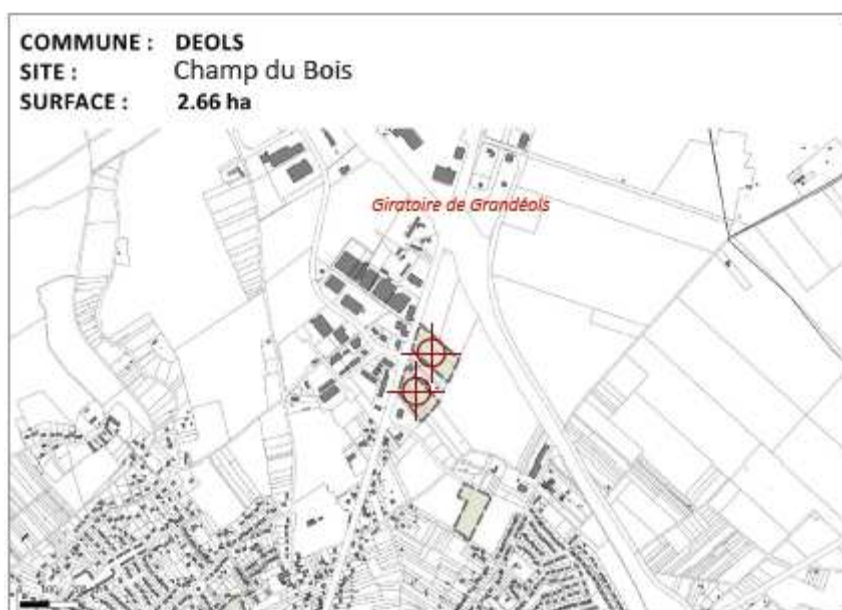 COMMUNE : DEOLS
SITE : Champ du Bois
SURFACE : 2.66 ha
Giratoire de Grandéols